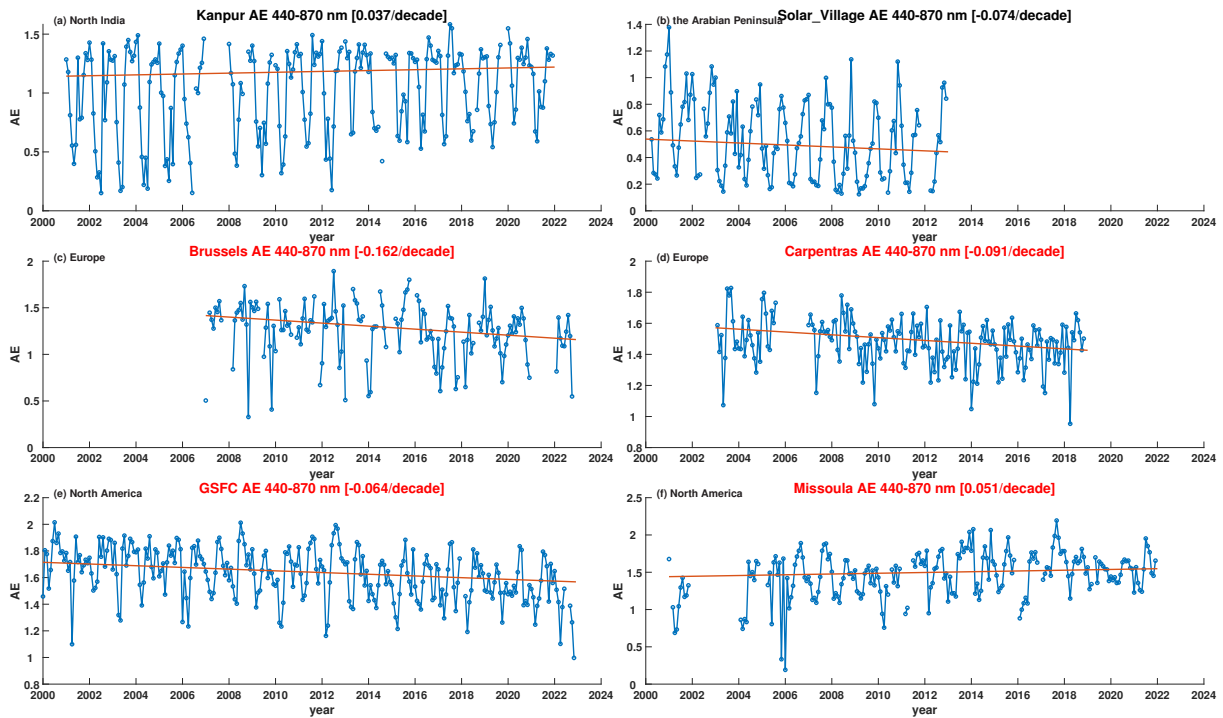 (a) North India
Kanpur AE 440-870 nm [0.037/decade]
1.5
1
0.5
0
AE
2000 2002 2004 2006 2008 2010 2012 2014 2016 2018 2020 2022 2024
year
(b) the Arabian Peninsula
Solar_Village AE 440-870 nm [-0.074/decade]
1.4
1.2
1
0.8
0.6
0.4
0.2
0
AE
2000 2002 2004 2006 2008 2010 2012 2014 2016 2018 2020 2022 2024
year
(c) Europe
Brussels AE 440-870 nm [-0.162/decade]
2
1.5
1
0.5
0
AE
2000 2002 2004 2006 2008 2010 2012 2014 2016 2018 2020 2022 2024
year
(d) Europe
Carpentras AE 440-870 nm [-0.091/decade]
2
1.8
1.6
1.4
1.2
1
0.8
AE
2000 2002 2004 2006 2008 2010 2012 2014 2016 2018 2020 2022 2024
year
(e) North America
GSFC AE 440-870 nm [-0.064/decade]
2.2
2
1.8
1.6
1.4
1.2
1
0.8
AE
2000 2002 2004 2006 2008 2010 2012 2014 2016 2018 2020 2022 2024
year
(f) North America
Missoula AE 440-870 nm [0.051/decade]
2.5
2
1.5
1
0.5
0
AE
2000 2002 2004 2006 2008 2010 2012 2014 2016 2018 2020 2022 2024
year